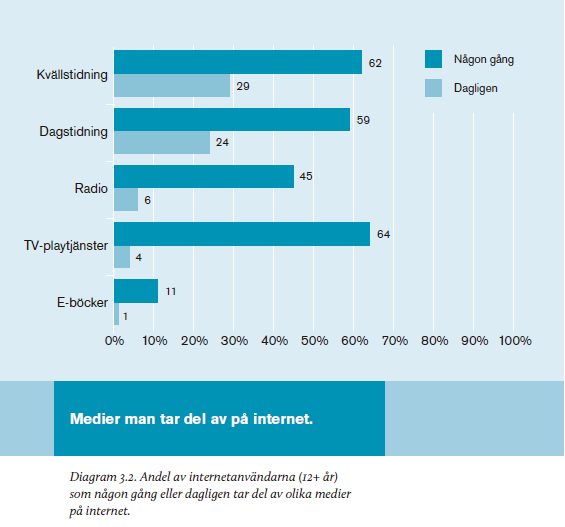 Någon gång
Dagligen
Kvällstidning
62
29
Dagstidning
59
24
Radio
45
6
TV-playtjänster
64
4
E-böcker
11
1
0% 10% 20% 30% 40% 50% 60% 70% 80% 90% 100%
Medier man tar del av på internet.
Diagram 3.2. Andel av internetanvändarna (12+ år)
som någon gång eller dagligen tar del av olika medier
på internet.